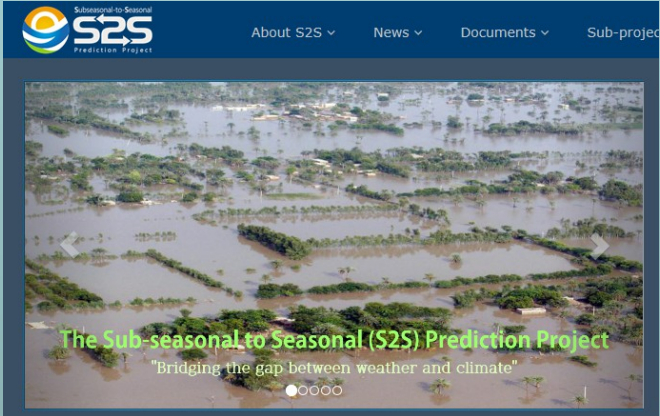 Subseasonal-to-Seasonal
S2S
Prediction Project
About S2S
News
Documents
Sub-projec
The Sub-seasonal to Seasonal (S2S) Prediction Project
"Bridging the gap between weather and climate"